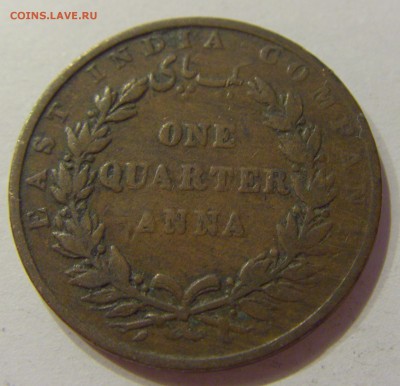 COINS.LAVE.RU
EAST INDIA COMPANY
ONE
QUARTER
ANNA